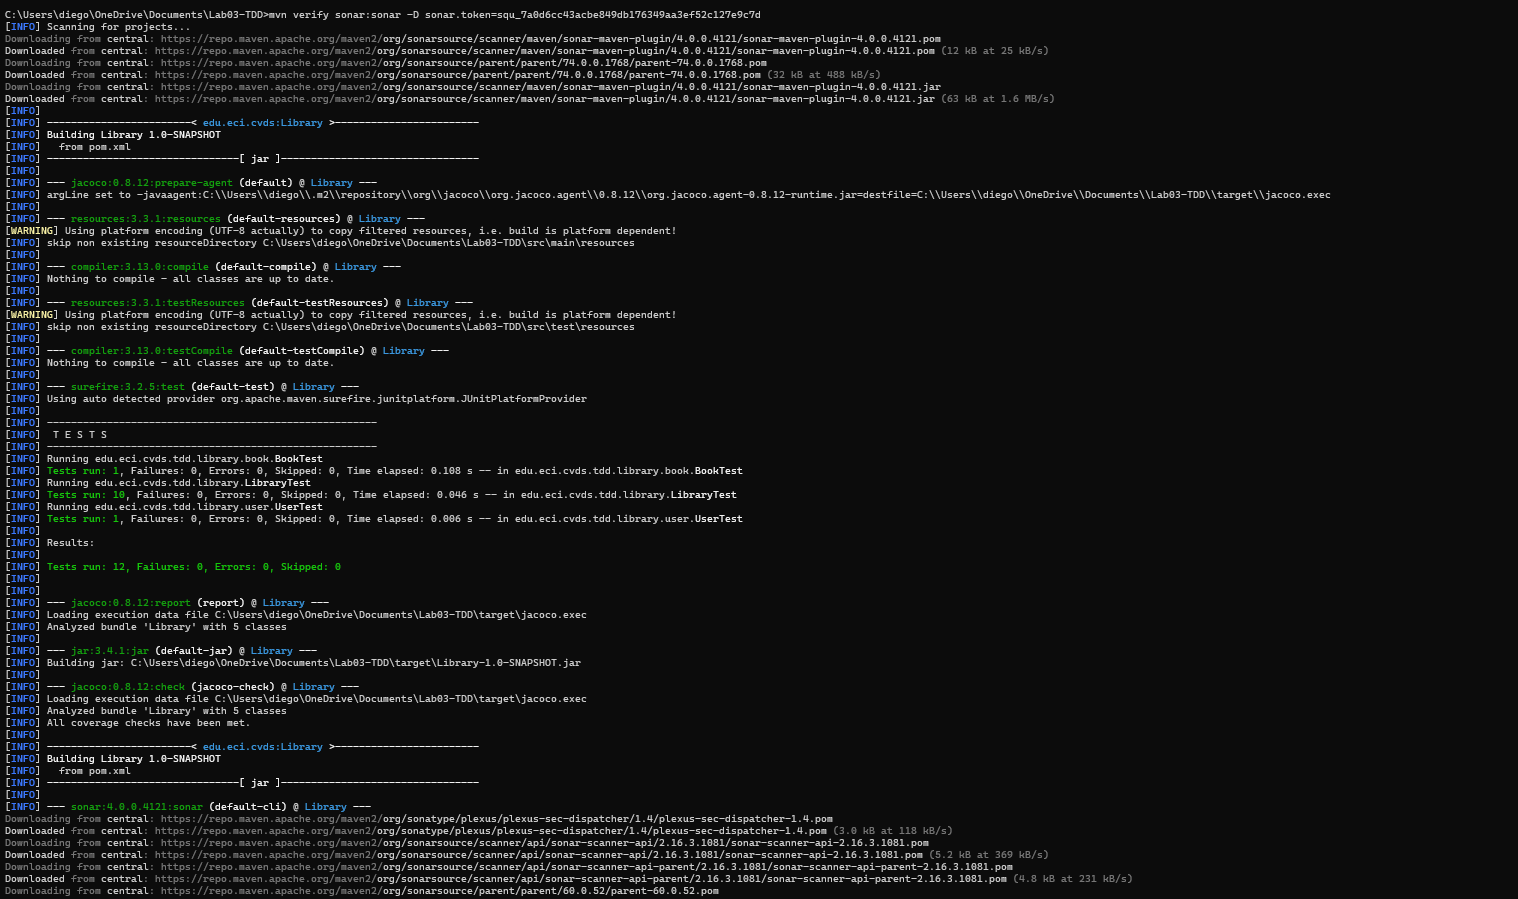 C:\Users\diego\OneDrive\Documents\Lab03-TDD>mvn verify sonar:sonar -D sonar.token=squ_7a0d6cc43acbe849db176349aa3ef52c127e9c7d
[INFO] Scanning for projects...
Downloading from central: https://repo.maven.apache.org/maven2/org/sonarsource/scanner/maven/sonar-maven-plugin/4.0.0.4121/sonar-maven-plugin-4.0.0.4121.pom
Downloaded from central: https://repo.maven.apache.org/maven2/org/sonarsource/scanner/maven/sonar-maven-plugin/4.0.0.4121/sonar-maven-plugin-4.0.0.4121.pom (12 kB at 25 kB/s)
Downloading from central: https://repo.maven.apache.org/maven2/org/sonarsource/parent/parent/74.0.0.1768/parent-74.0.0.1768.pom
Downloaded from central: https://repo.maven.apache.org/maven2/org/sonarsource/parent/parent/74.0.0.1768/parent-74.0.0.1768.pom (32 kB at 488 kB/s)
Downloading from central: https://repo.maven.apache.org/maven2/org/sonarsource/scanner/maven/sonar-maven-plugin/4.0.0.4121/sonar-maven-plugin-4.0.0.4121.jar
Downloaded from central: https://repo.maven.apache.org/maven2/org/sonarsource/scanner/maven/sonar-maven-plugin/4.0.0.4121/sonar-maven-plugin-4.0.0.4121.jar (63 kB at 1.6 MB/s)
[INFO]
[INFO] ------------------------< edu.eci.cvds:Library >------------------------
[INFO] Building Library 1.0-SNAPSHOT
[INFO]   from pom.xml
[INFO] --------------------------------[ jar ]---------------------------------
[INFO]
[INFO] --- jacoco:0.8.12:prepare-agent (default) @ Library ---
[INFO] argLine set to -javaagent:C:\\Users\\diego\\.m2\\repository\\org\\jacoco\\org.jacoco.agent\\0.8.12\\org.jacoco.agent-0.8.12-runtime.jar=destfile=C:\\Users\\diego\\OneDrive\\Documents\\Lab03-TDD\\target\\jacoco.exec
[INFO]
[INFO] --- resources:3.3.1:resources (default-resources) @ Library ---
[WARNING] Using platform encoding (UTF-8 actually) to copy filtered resources, i.e. build is platform dependent!
[INFO] skip non existing resourceDirectory C:\Users\diego\OneDrive\Documents\Lab03-TDD\src\main\resources
[INFO]
[INFO] --- compiler:3.13.0:compile (default-compile) @ Library ---
[INFO] Nothing to compile - all classes are up to date.
[INFO]
[INFO] --- resources:3.3.1:testResources (default-testResources) @ Library ---
[WARNING] Using platform encoding (UTF-8 actually) to copy filtered resources, i.e. build is platform dependent!
[INFO] skip non existing resourceDirectory C:\Users\diego\OneDrive\Documents\Lab03-TDD\src\test\resources
[INFO]
[INFO] --- compiler:3.13.0:testCompile (default-testCompile) @ Library ---
[INFO] Nothing to compile - all classes are up to date.
[INFO]
[INFO] --- surefire:3.2.5:test (default-test) @ Library ---
[INFO] Using auto detected provider org.apache.maven.surefire.junitplatform.JUnitPlatformProvider
[INFO]
[INFO] -------------------------------------------------------
[INFO]  T E S T S
[INFO] -------------------------------------------------------
[INFO] Running edu.eci.cvds.tdd.library.book.BookTest
[INFO] Tests run: 1, Failures: 0, Errors: 0, Skipped: 0, Time elapsed: 0.108 s -- in edu.eci.cvds.tdd.library.book.BookTest
[INFO] Running edu.eci.cvds.tdd.library.LibraryTest
[INFO] Tests run: 10, Failures: 0, Errors: 0, Skipped: 0, Time elapsed: 0.046 s -- in edu.eci.cvds.tdd.library.LibraryTest
[INFO] Running edu.eci.cvds.tdd.library.user.UserTest
[INFO] Tests run: 1, Failures: 0, Errors: 0, Skipped: 0, Time elapsed: 0.006 s -- in edu.eci.cvds.tdd.library.user.UserTest
[INFO]
[INFO] Results:
[INFO]
[INFO] Tests run: 12, Failures: 0, Errors: 0, Skipped: 0
[INFO]
[INFO]
[INFO] --- jacoco:0.8.12:report (report) @ Library ---
[INFO] Loading execution data file C:\Users\diego\OneDrive\Documents\Lab03-TDD\target\jacoco.exec
[INFO] Analyzed bundle 'Library' with 5 classes
[INFO]
[INFO] --- jar:3.4.1:jar (default-jar) @ Library ---
[INFO] Building jar: C:\Users\diego\OneDrive\Documents\Lab03-TDD\target\Library-1.0-SNAPSHOT.jar
[INFO]
[INFO] --- jacoco:0.8.12:check (jacoco-check) @ Library ---
[INFO] Loading execution data file C:\Users\diego\OneDrive\Documents\Lab03-TDD\target\jacoco.exec
[INFO] Analyzed bundle 'Library' with 5 classes
[INFO] All coverage checks have been met.
[INFO]
[INFO] ------------------------< edu.eci.cvds:Library >------------------------
[INFO] Building Library 1.0-SNAPSHOT
[INFO]   from pom.xml
[INFO] --------------------------------[ jar ]---------------------------------
[INFO]
[INFO] --- sonar:4.0.0.4121:sonar (default-cli) @ Library ---
Downloading from central: https://repo.maven.apache.org/maven2/org/sonatype/plexus/plexus-sec-dispatcher/1.4/plexus-sec-dispatcher-1.4.pom
Downloaded from central: https://repo.maven.apache.org/maven2/org/sonatype/plexus/plexus-sec-dispatcher/1.4/plexus-sec-dispatcher-1.4.pom (3.0 kB at 118 kB/s)
Downloading from central: https://repo.maven.apache.org/maven2/org/sonarsource/scanner/api/sonar-scanner-api/2.16.3.1081/sonar-scanner-api-2.16.3.1081.pom
Downloaded from central: https://repo.maven.apache.org/maven2/org/sonarsource/scanner/api/sonar-scanner-api/2.16.3.1081/sonar-scanner-api-2.16.3.1081.pom (5.2 kB at 369 kB/s)
Downloading from central: https://repo.maven.apache.org/maven2/org/sonarsource/scanner/api/sonar-scanner-api-parent/2.16.3.1081/sonar-scanner-api-parent-2.16.3.1081.pom
Downloaded from central: https://repo.maven.apache.org/maven2/org/sonarsource/scanner/api/sonar-scanner-api-parent/2.16.3.1081/sonar-scanner-api-parent-2.16.3.1081.pom (4.8 kB at 231 kB/s)
Downloading from central: https://repo.maven.apache.org/maven2/org/sonarsource/parent/parent/60.0.52/parent-60.0.52.pom